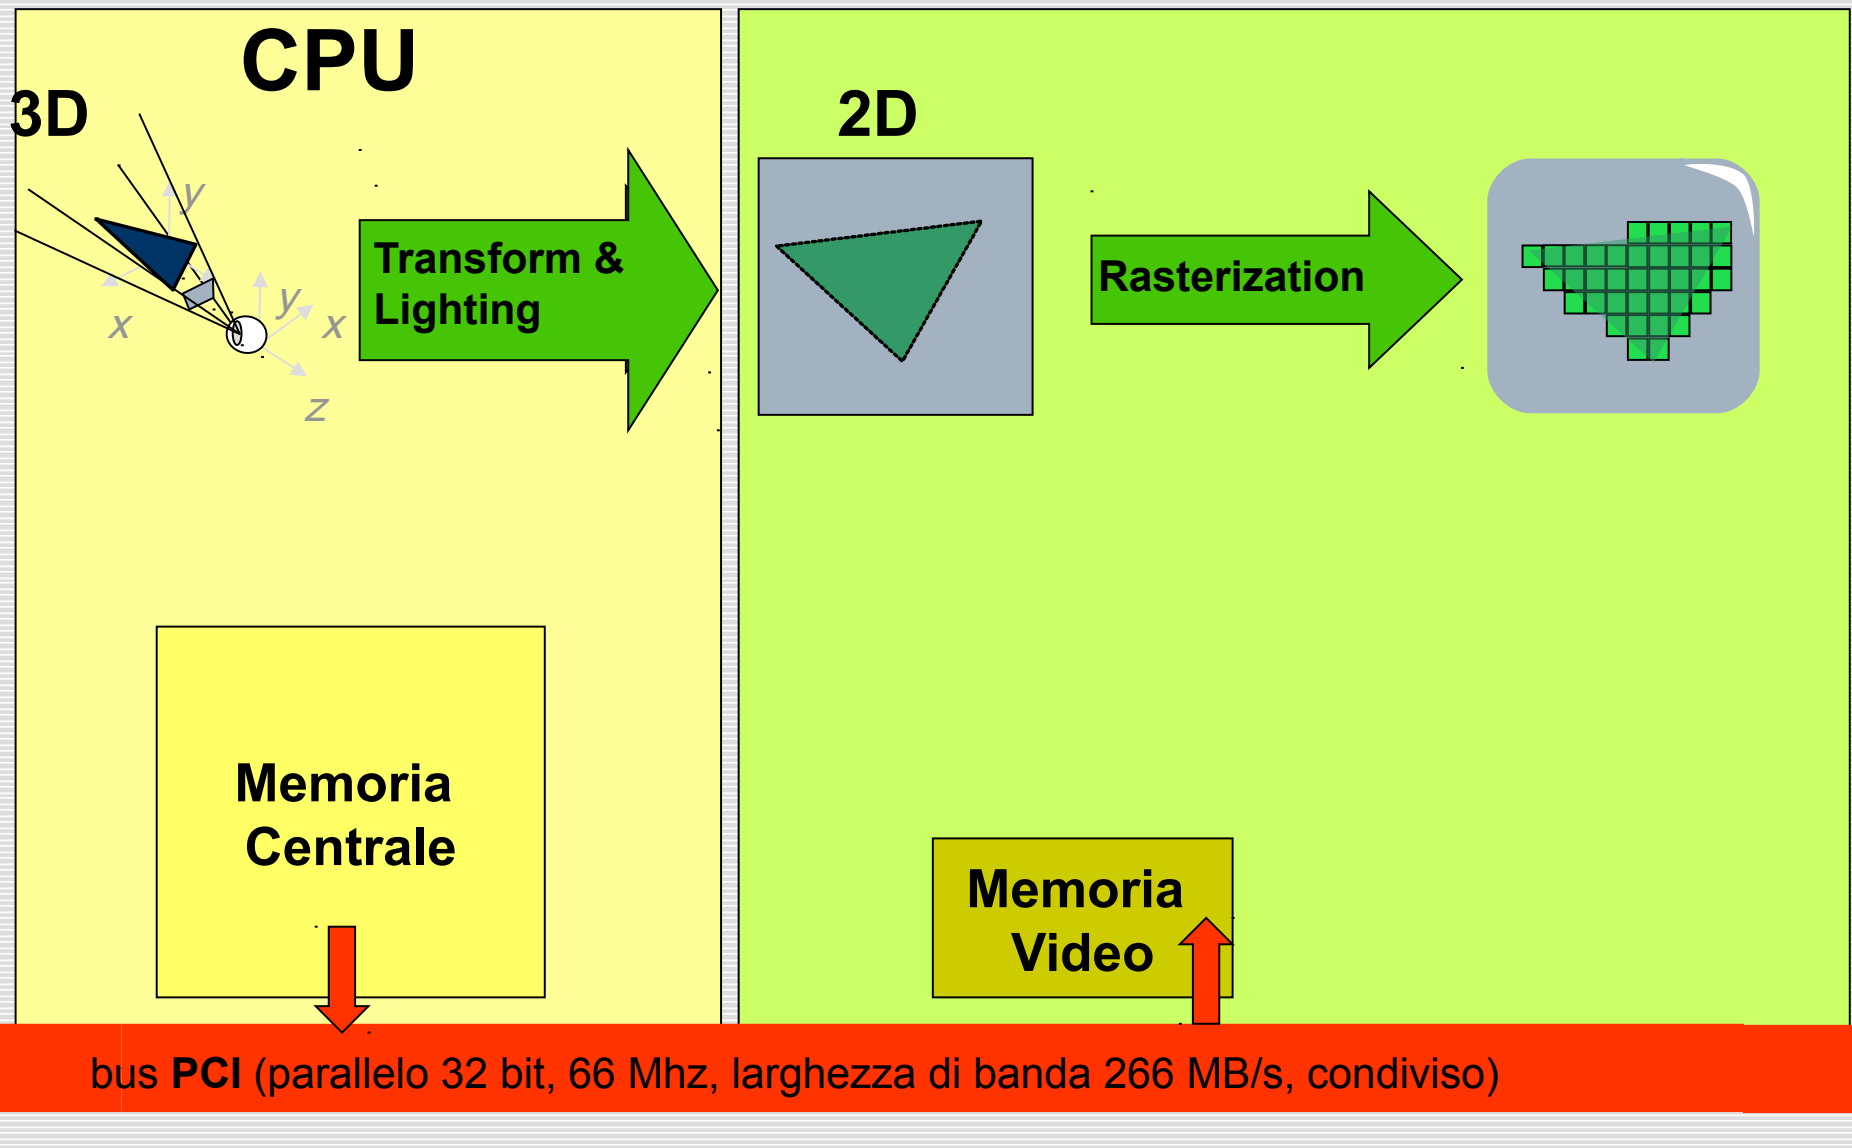 CPU
3D
2D
y
x
y
x
z
Transform &
Lighting
Rasterization
Memoria
Centrale
Memoria
Video
bus PCI (parallelo 32 bit, 66 Mhz, larghezza di banda 266 MB/s, condiviso)